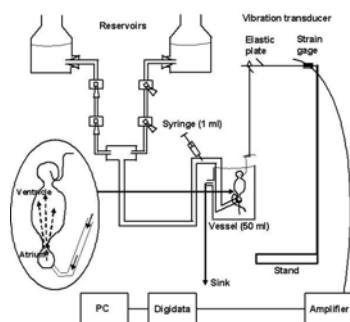 Reservoirs
Vibration transducer
Elastic
plate
Strain
gage
Syringe (1 ml)
Ventricle
Atrium
Vessel (50 ml)
Sink
Stand
PC
Digidata
Amplifier